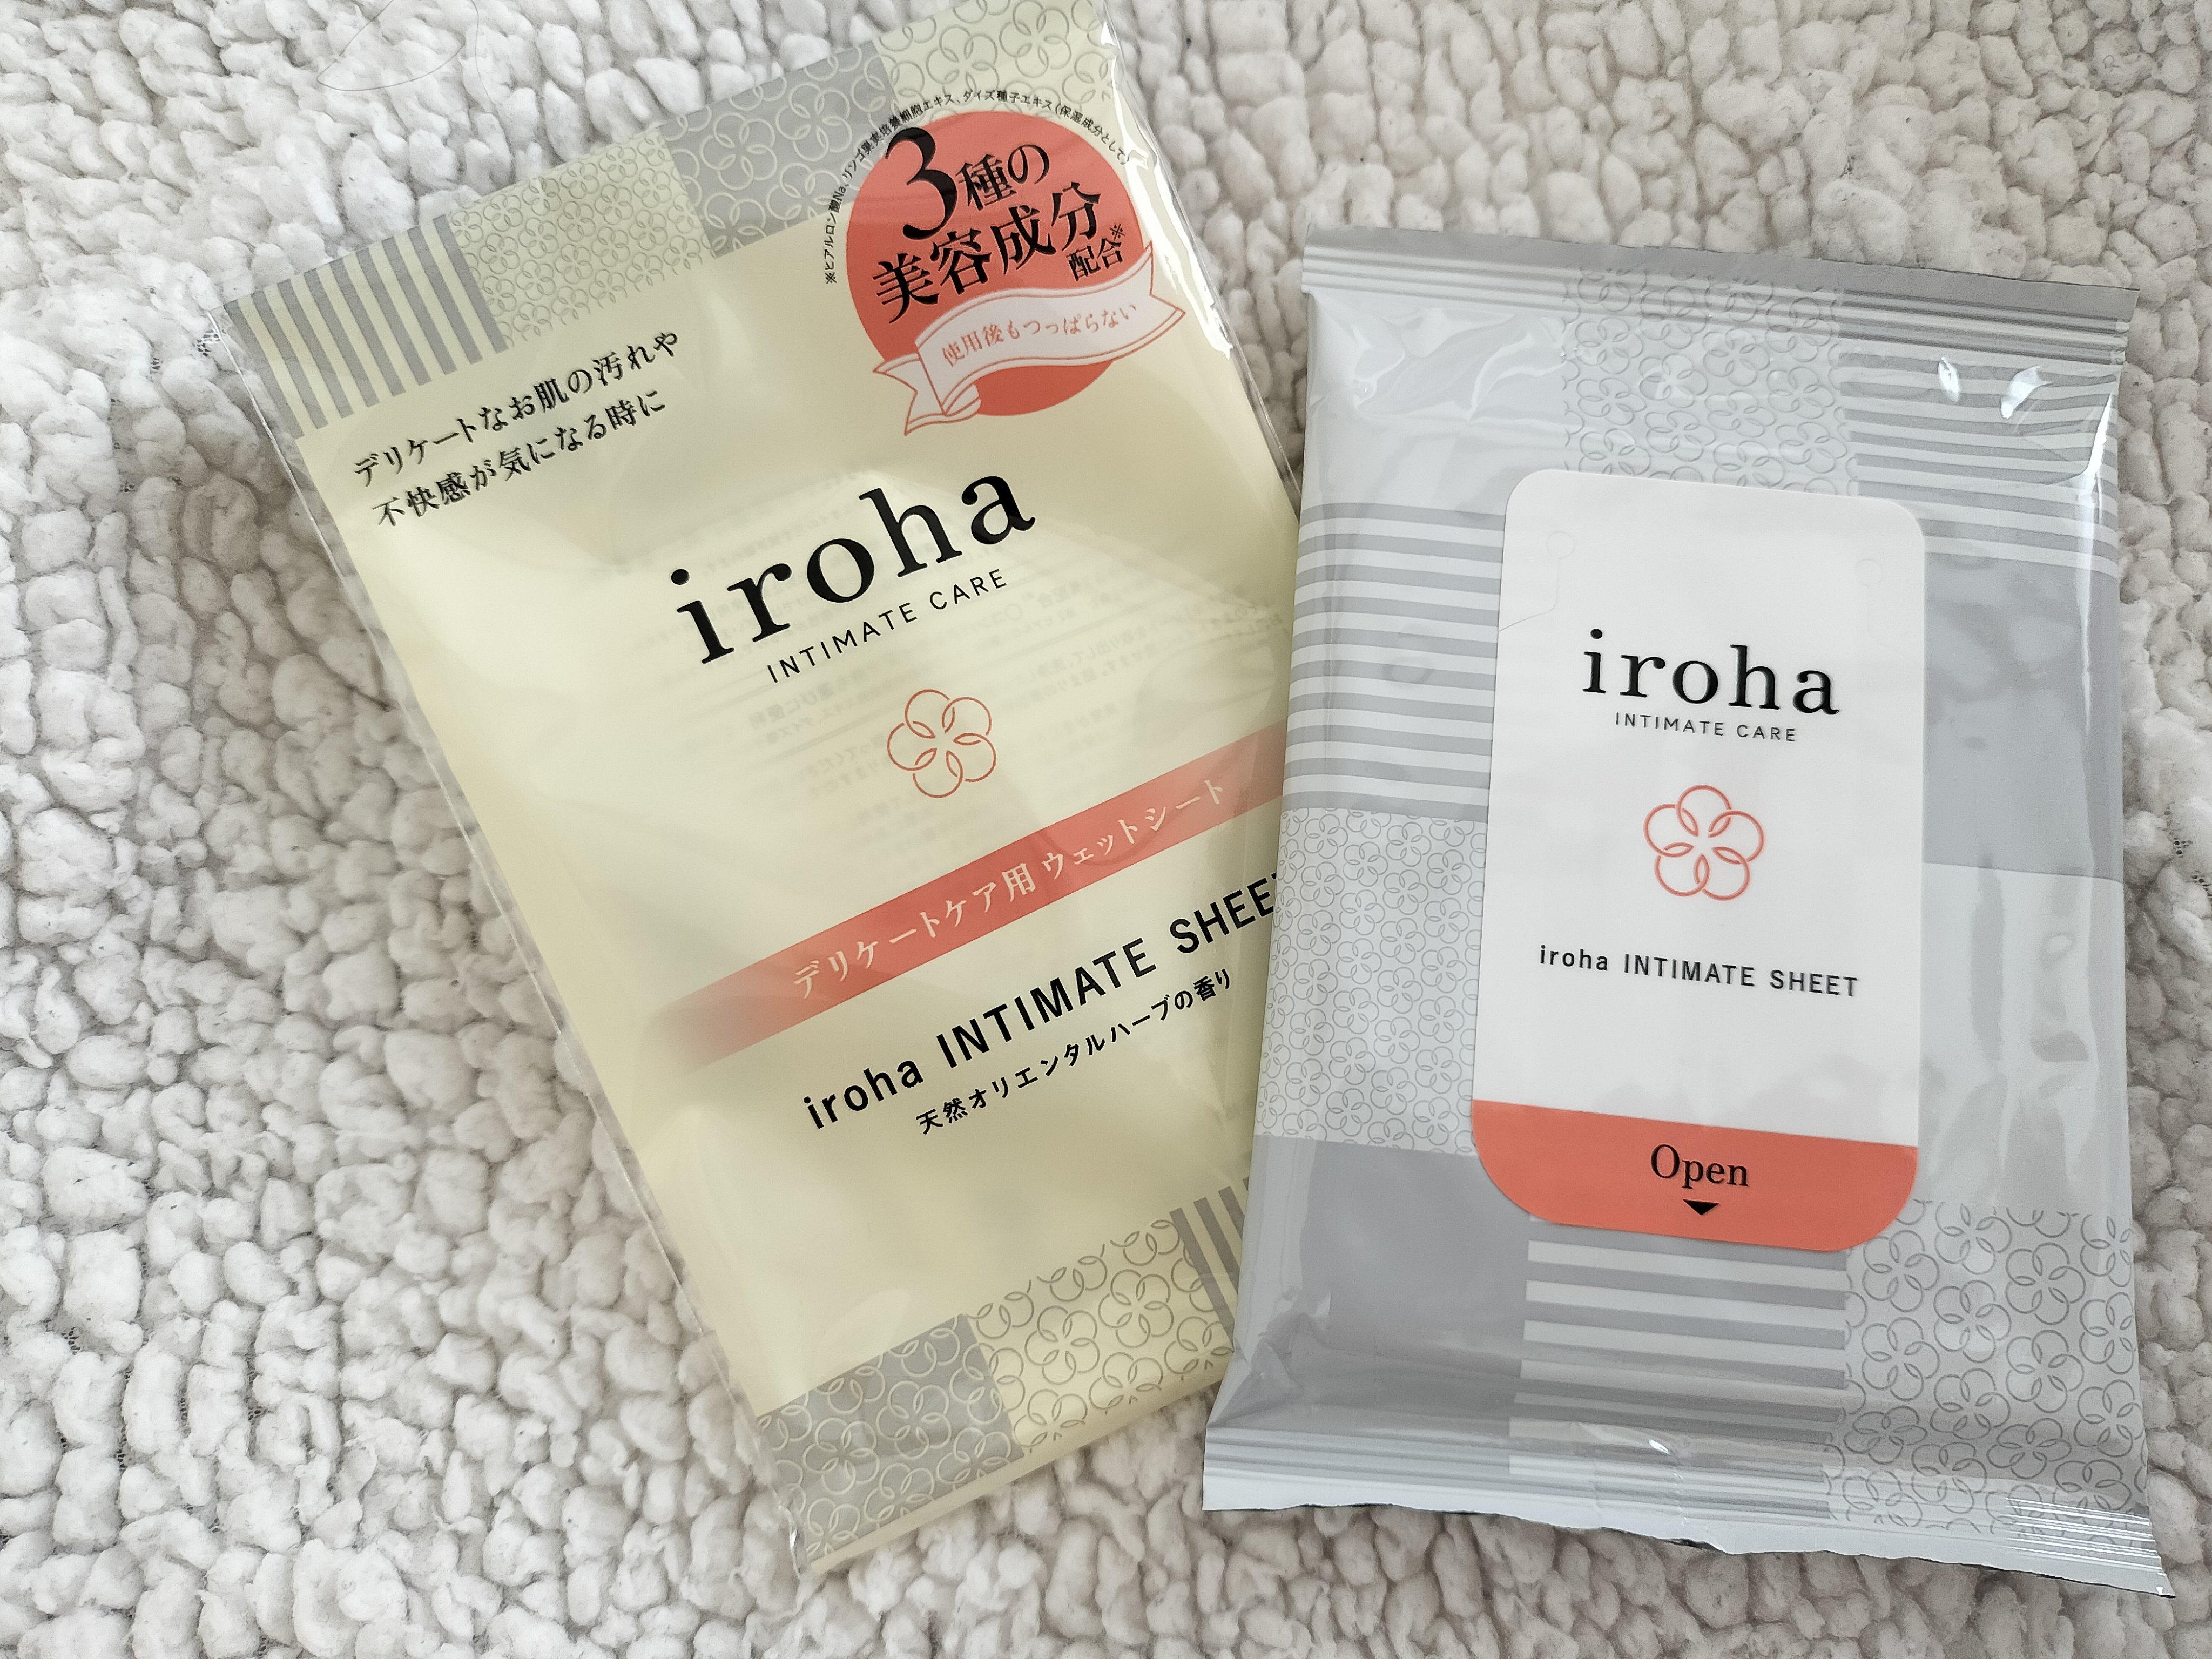 ※ヒアルロン酸Na、リンゴ果実培養細胞エキス、ダイズ種子エキス（保湿成分として）
3種の
美容成分
配合※
使用後もつっぱらない
デリケートなお肌の汚れや
不快感が気になる時に
iroha
INTIMATE CARE
デリケートケア用 ウェットシート
iroha INTIMATE SHEET
天然オリエンタルハーブの香り
iroha
INTIMATE CARE
iroha INTIMATE SHEET
Open